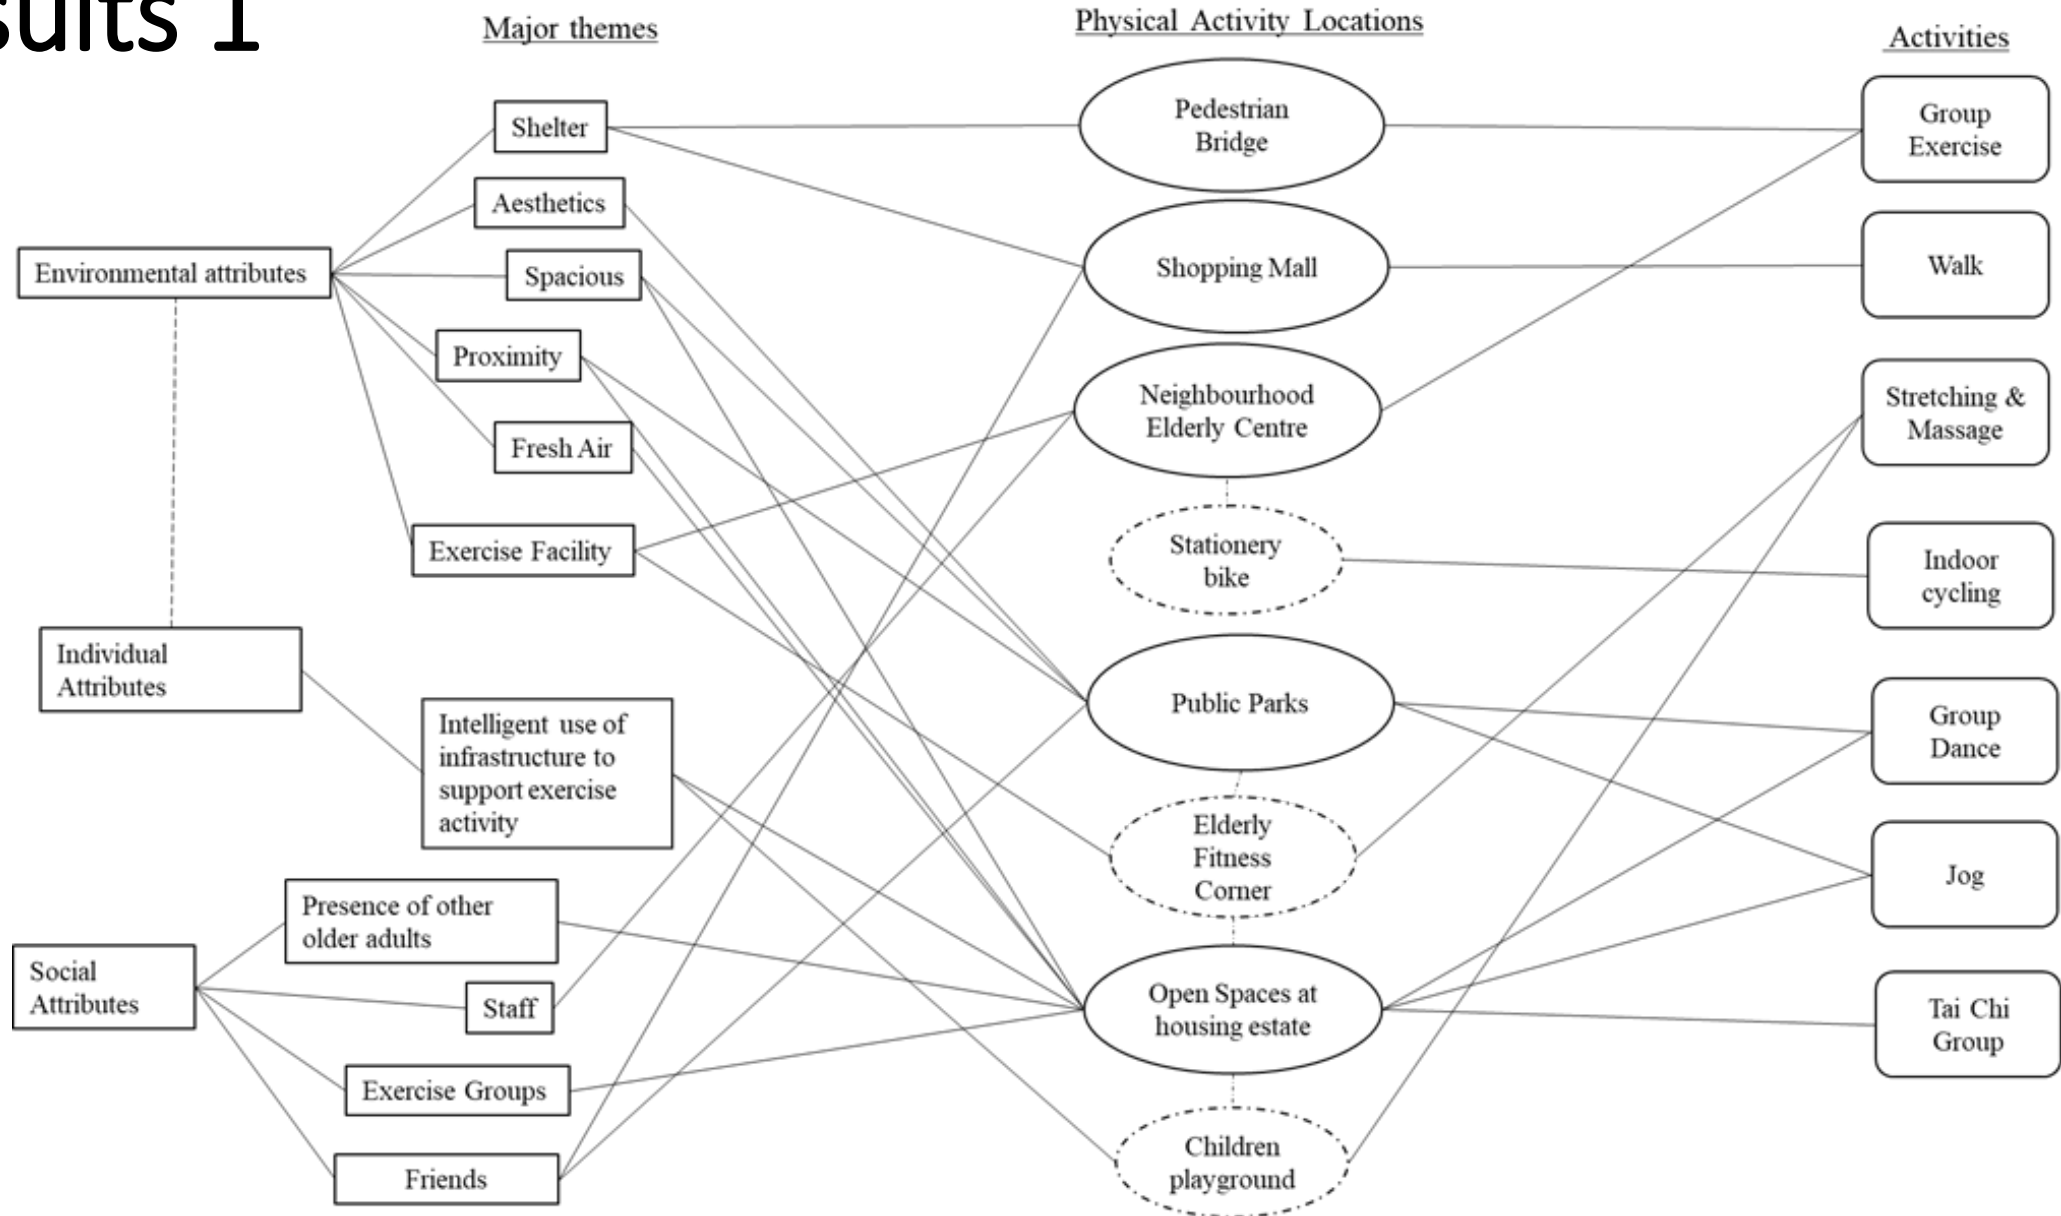 sults 1
Major themes
Physical Activity Locations
Activities
Shelter
Aesthetics
Environmental attributes
Spacious
Proximity
Fresh Air
Exercise Facility
Individual
Attributes
Intelligent use of
infrastructure to
support exercise
activity
Presence of other
older adults
Social
Attributes
Staff
Exercise Groups
Friends
Pedestrian
Bridge
Shopping Mall
Neighbourhood
Elderly Centre
Stationery
bike
Public Parks
Elderly
Fitness
Corner
Open Spaces at
housing estate
Children
playground
Group
Exercise
Walk
Stretching &
Massage
Indoor
cycling
Group
Dance
Jog
Tai Chi
Group